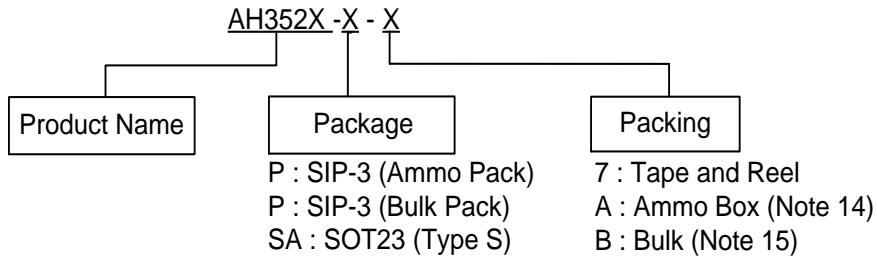 AH352X -X - X
Product Name
Package
Packing
P : SIP-3 (Ammo Pack)
P : SIP-3 (Bulk Pack)
SA : SOT23 (Type S)
7 : Tape and Reel
A : Ammo Box (Note 14)
B : Bulk (Note 15)